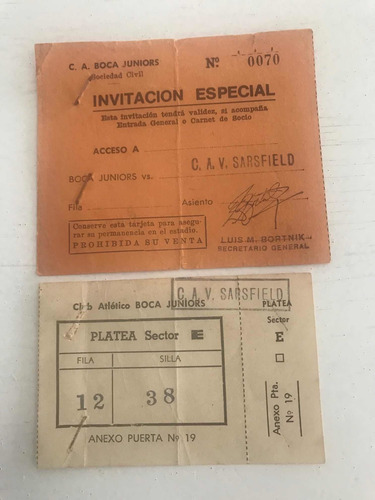 C. A. BOCA JUNIORS
Sociedad Civil
Nº 0070
INVITACION ESPECIAL
Esta invitación tendrá validez, si acompaña
Entrada General o Carnet de Socio
ACCESO A
BOCA JUNIORS vs. C. A. V. SARSFIELD
Fila Asiento
Conserve esta tarjeta para asegu-
rar su permanencia en el estadio.
PROHIBIDA SU VENTA
LUIS M. BORTNIK
SECRETARIO GENERAL
C. A. V. SARSFIELD
Club Atlético BOCA JUNIORS
PLATEA Sector E
FILA SILLA
12 38
ANEXO PUERTA Nº 19
PLATEA
Sector
E
Anexo Pta.
Nº 19